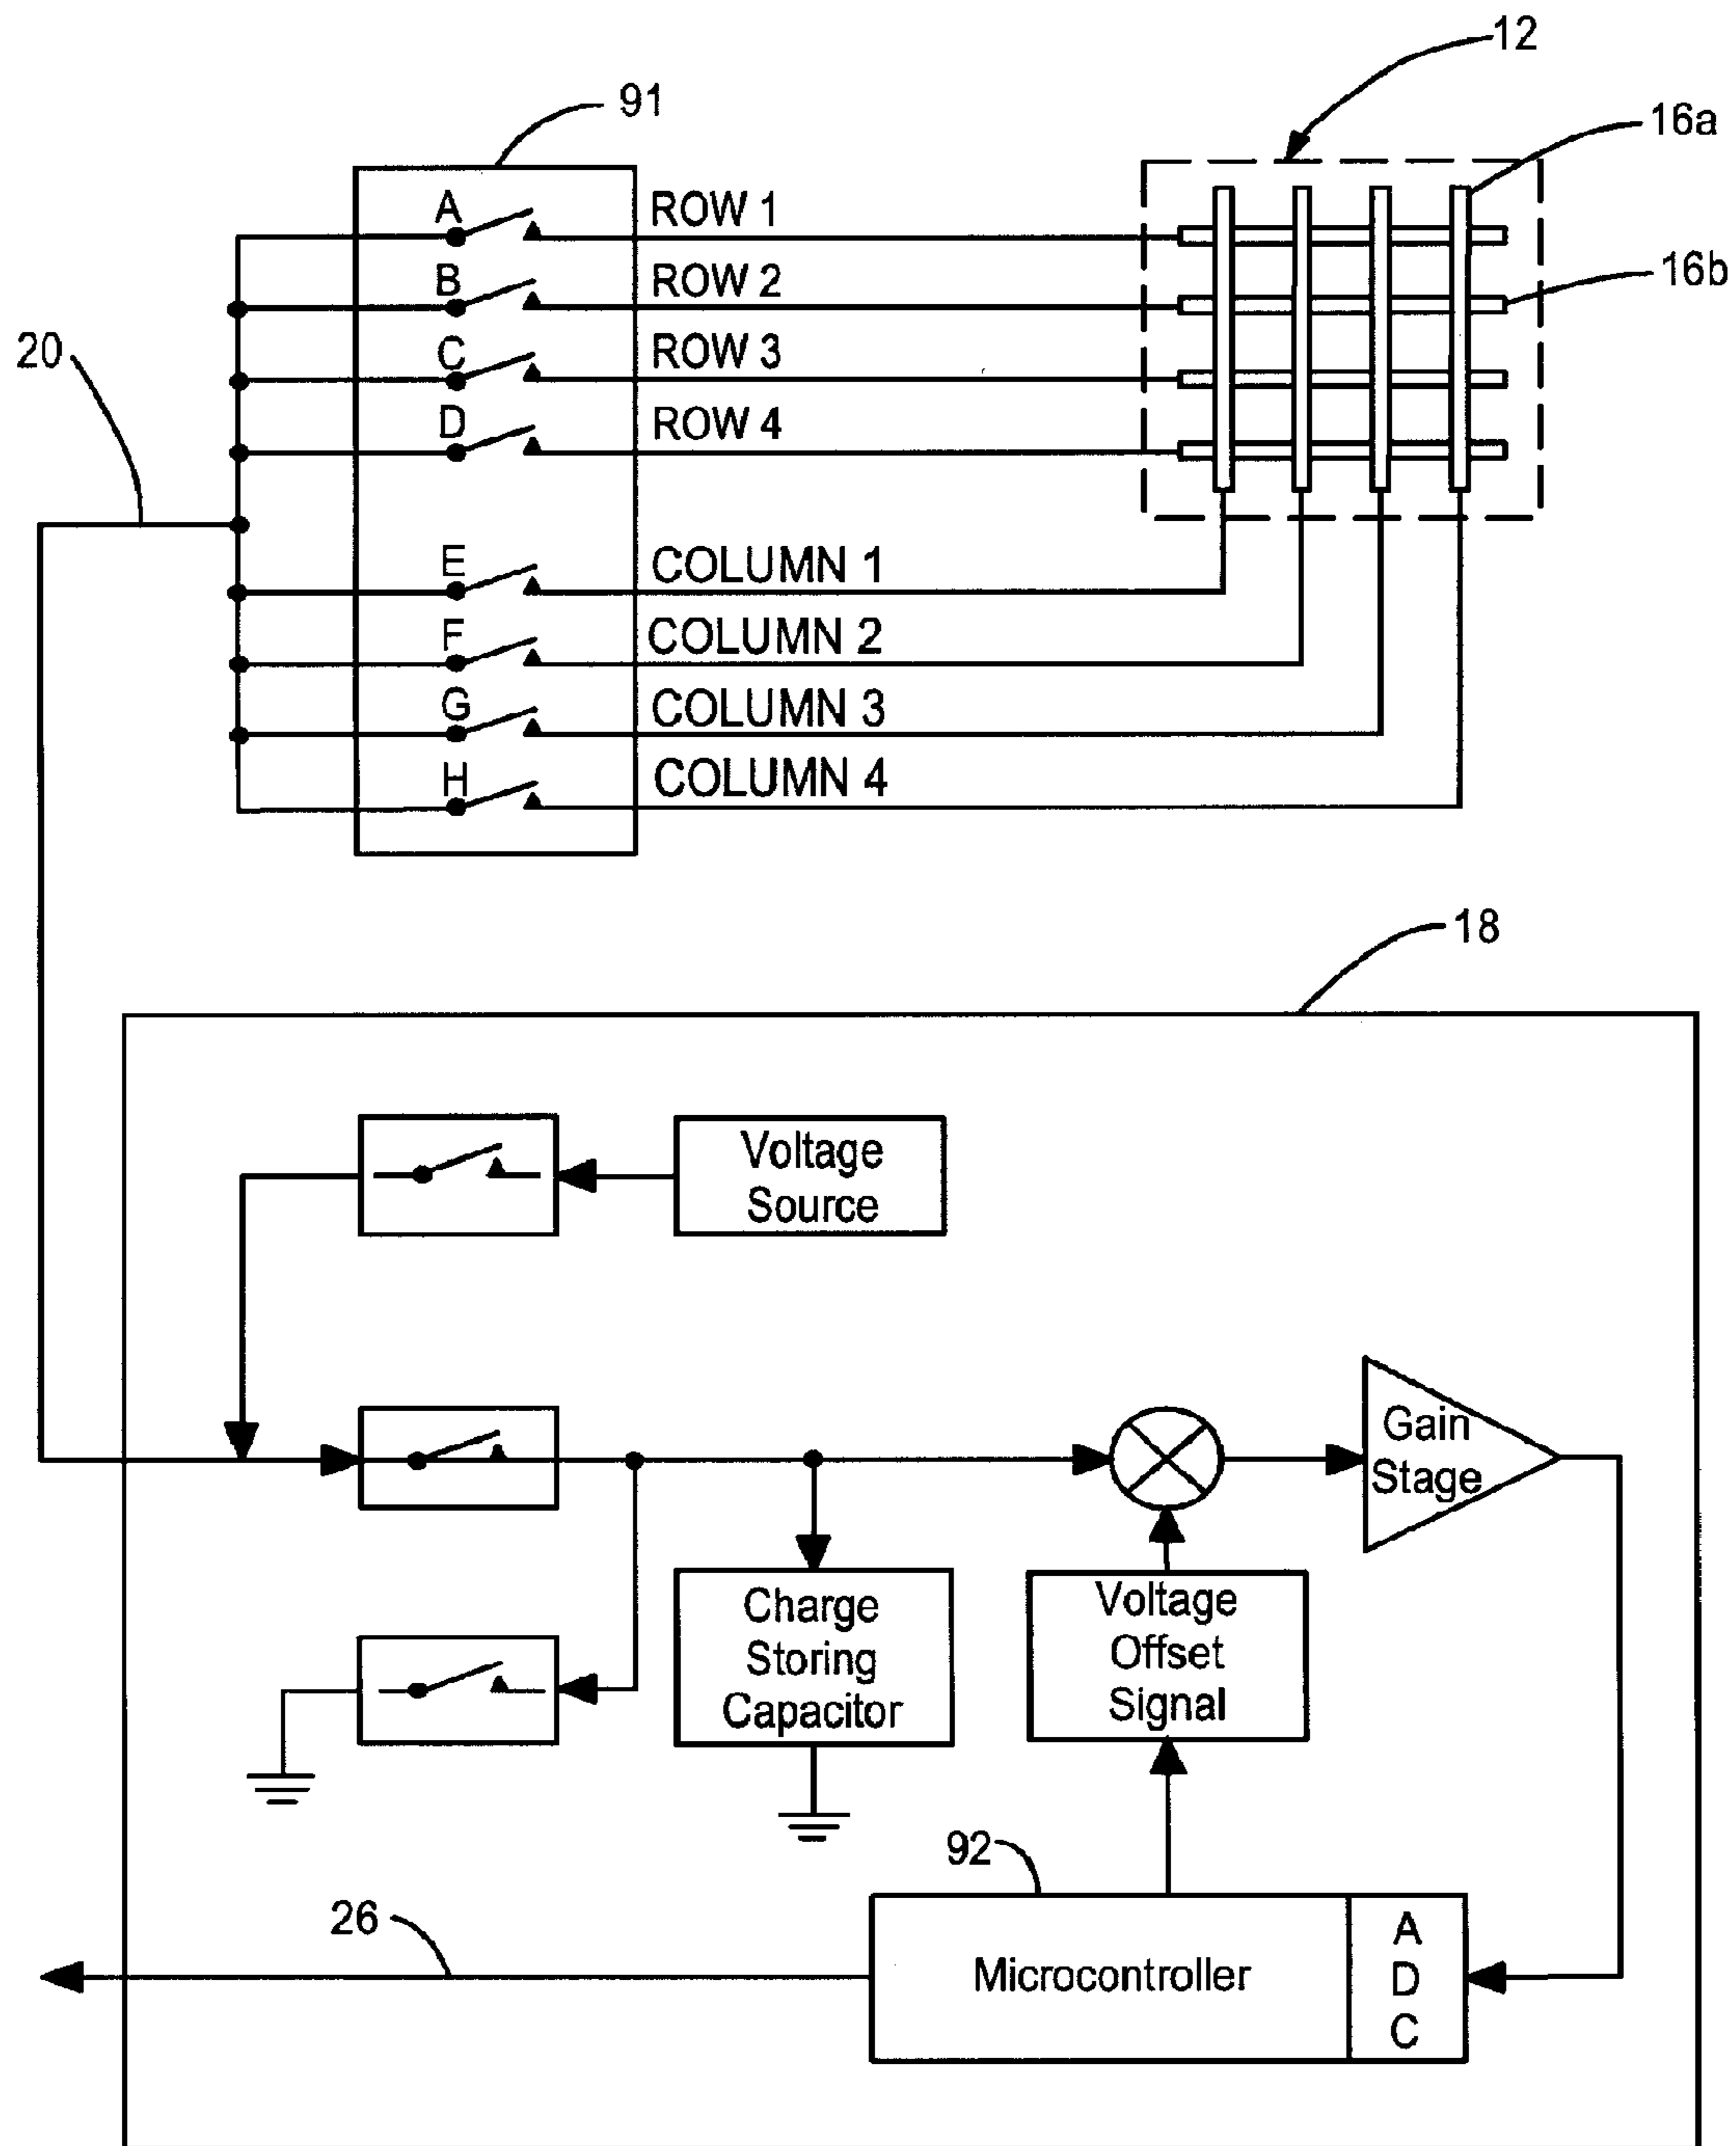 12
91
16a
A
ROW 1
16b
B
ROW 2
20
C
ROW 3
D
ROW 4
E
COLUMN 1
F
COLUMN 2
G
COLUMN 3
H
COLUMN 4
18
Voltage
Source
Gain
Stage
Charge
Storing
Capacitor
Voltage
Offset
Signal
92
26
Microcontroller
A
D
C